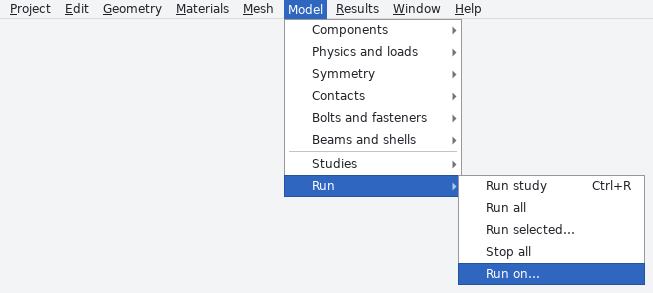 Project Edit Geometry Materials Mesh Model Results Window Help
Components
Physics and loads
Symmetry
Contacts
Bolts and fasteners
Beams and shells
Studies
Run
Run study Ctrl+R
Run all
Run selected...
Stop all
Run on...